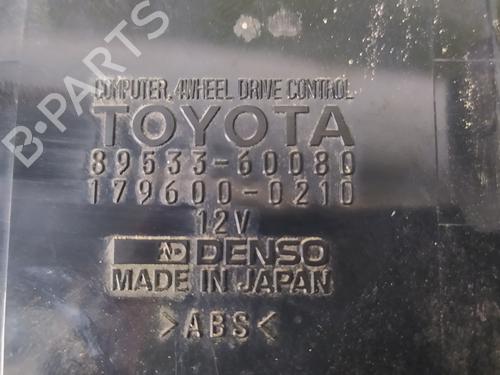 B-PARTS
COMPUTER, 4WHEEL DRIVE CONTROL
TOYOTA
89533-60080
179600-0210
12V
ND DENSO
MADE IN JAPAN
>ABS<